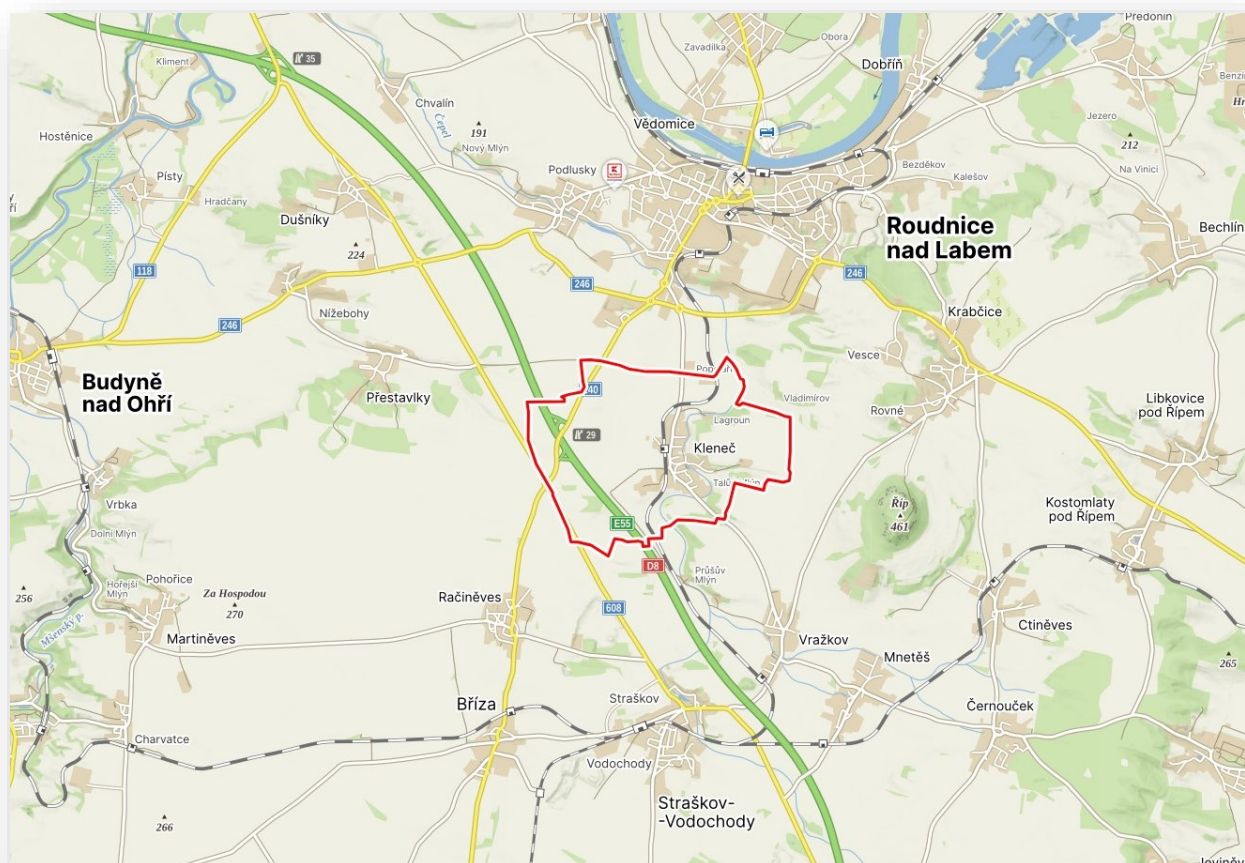 Předonín
Kliment
35
Zavadilka
Obora
Dobříň
Chvalín
Čepel
191
Nový Mlýn
Vědomice
Jezero
212
Hostěnice
Podlusky
Bezděkov
Na Vinici
Písty
Kalešov
Hradčany
Dušníky
Roudnice
nad Labem
Bechlín
224
118
246
246
246
Nížebohy
Krabčice
Vesce
Budyně
nad Ohří
Přestavlky
Vladimírov
Rovné
Lagroun
Libkovice
pod Řípem
29
Kleneč
Vrbka
Říp
461
Kostomlaty
pod Řípem
E55
Dolní Mlýn
D8
Průšův
Mlýn
256
Hořejší
Mlýn
Pohořice
Za Hospodou
270
Račiněves
608
Mšenský p.
Martiněves
Vražkov
Ctiněves
Mnetěš
265
Straškov
Bříza
Černouček
Charvatce
Vodochody
Straškov-
-Vodochody
266